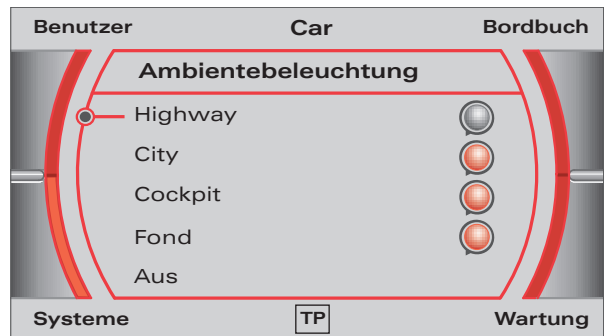 Benutzer Car Bordbuch
Ambientebeleuchtung
Highway
City
Cockpit
Fond
Aus
Systeme TP Wartung